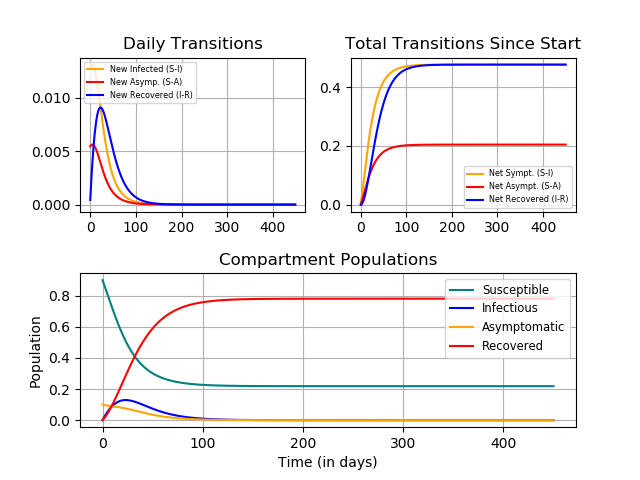 Daily Transitions
New Infected (S-I)
New Asymp. (S-A)
New Recovered (I-R)
0.010
0.005
0.000
0 100 200 300 400
Total Transitions Since Start
0.4
0.2
0.0
Net Sympt. (S-I)
Net Asympt. (S-A)
Net Recovered (I-R)
0 100 200 300 400
Compartment Populations
Population
0.8
0.6
0.4
0.2
0.0
Susceptible
Infectious
Asymptomatic
Recovered
0 100 200 300 400
Time (in days)